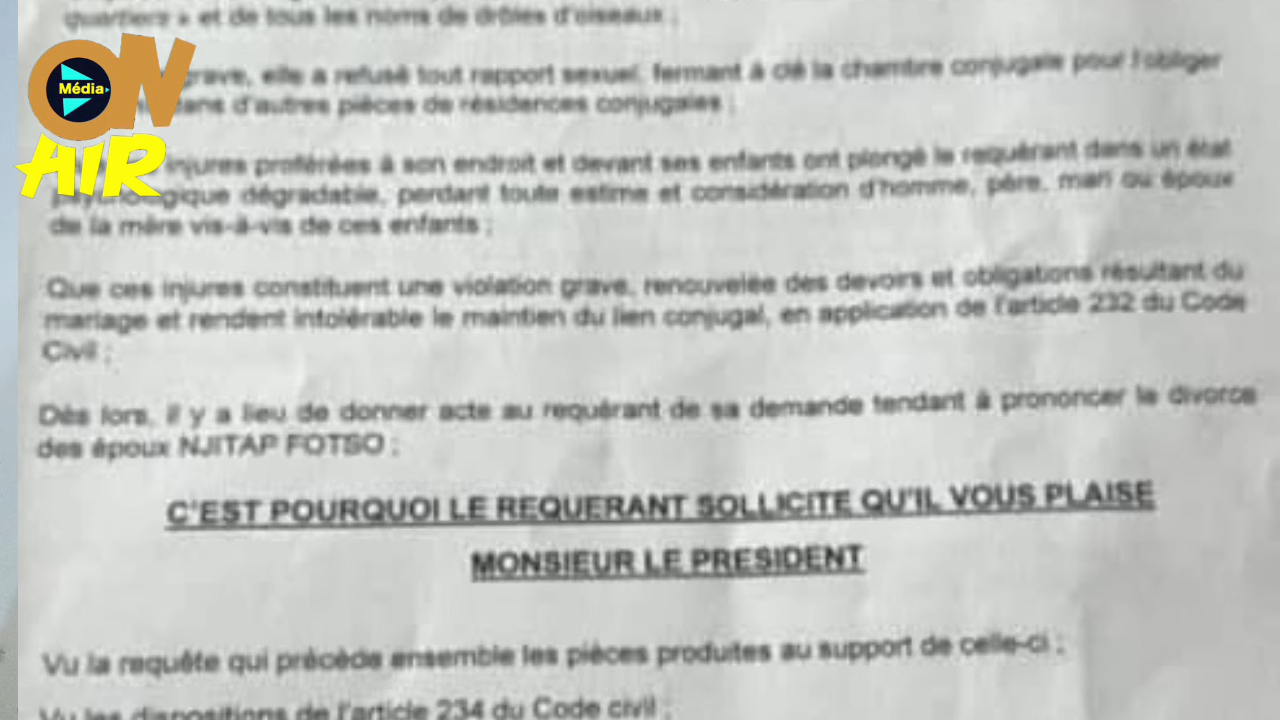 quartiers » et de tous les noms de drôles d'oiseaux ;
ON
Média
AIR
grave, elle a refusé tout rapport sexuel, fermant à clé la chambre conjugale pour l'obliger
dans d'autres pièces de résidences conjugales ;
injures proférées à son endroit et devant ses enfants ont plongé le requérant dans un état
psychologique dégradable, perdant toute estime et considération d'homme, père, mari ou époux
de la mère vis-à-vis de ces enfants ;
Que ces injures constituent une violation grave, renouvelée des devoirs et obligations résultant du
mariage et rendent intolérable le maintien du lien conjugal, en application de l'article 232 du Code
Civil ;
Dès lors, il y a lieu de donner acte au requérant de sa demande tendant à prononcer le divorce
des époux NJITAP FOTSO ;
C'EST POURQUOI LE REQUERANT SOLLICITE QU'IL VOUS PLAISE
MONSIEUR LE PRESIDENT
Vu la requête qui précède ensemble les pièces produites au support de celle-ci ;
Vu les dispositions de l'article 234 du Code civil ;